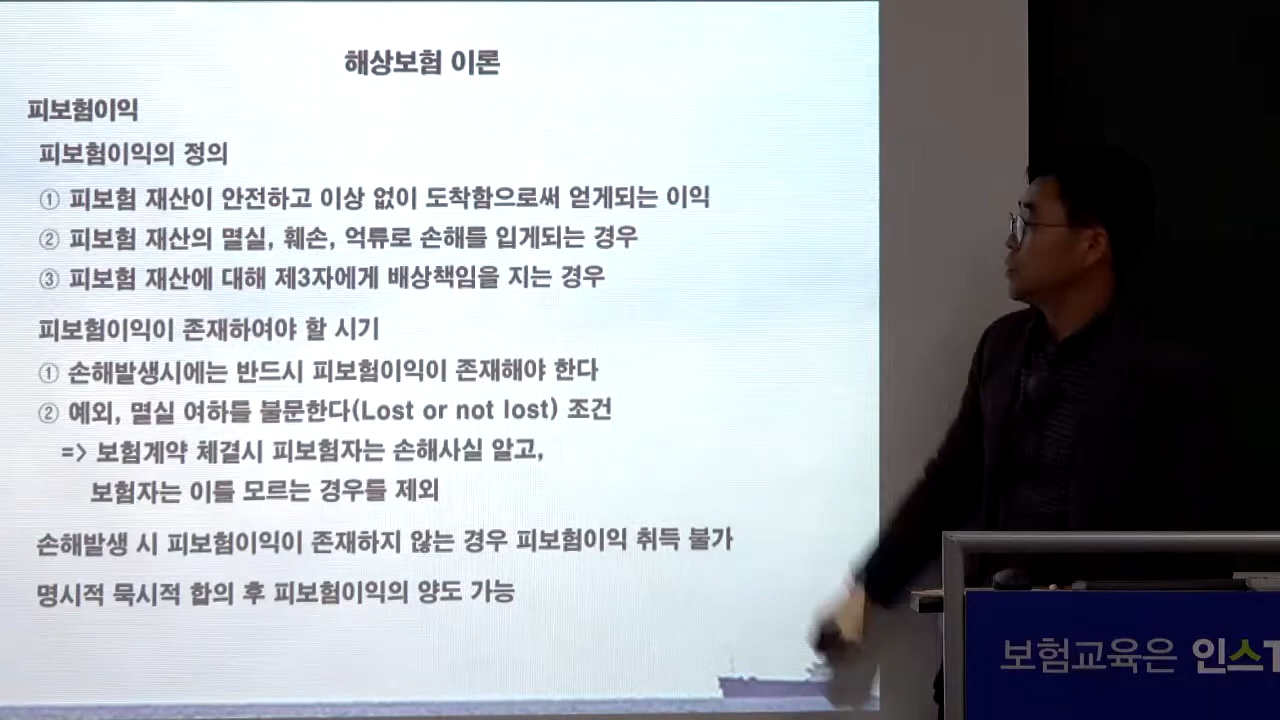 해상보험 이론
피보험이익
피보험이익의 정의
① 피보험 재산이 안전하고 이상 없이 도착함으로써 얻게되는 이익
② 피보험 재산의 멸실, 훼손, 억류로 손해를 입게되는 경우
③ 피보험 재산에 대해 제3자에게 배상책임을 지는 경우
피보험이익이 존재하여야 할 시기
① 손해발생시에는 반드시 피보험이익이 존재해야 한다
② 예외, 멸실 여하를 불문한다(Lost or not lost) 조건
=> 보험계약 체결시 피보험자는 손해사실 알고,
보험자는 이를 모르는 경우를 제외
손해발생 시 피보험이익이 존재하지 않는 경우 피보험이익 취득 불가
명시적 묵시적 합의 후 피보험이익의 양도 가능
보험교육은 인스